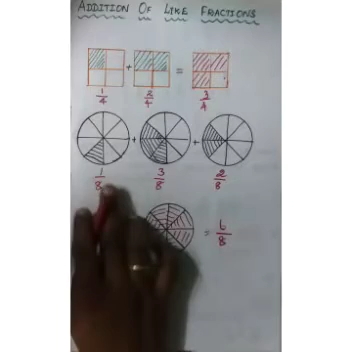 ADDITION OF LIKE FRACTIONS
+ =
1/4 2/4 3/4
+ +
1/8 3/8 2/8
= 6/8